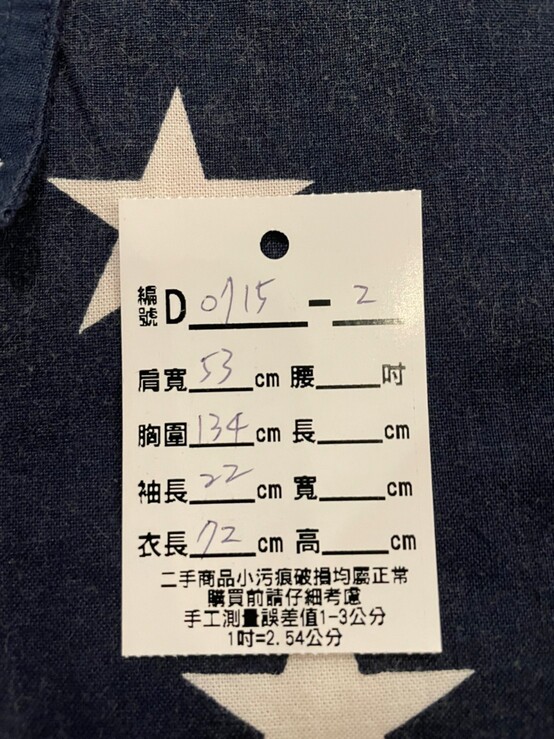 編號D 0715 - 2
肩寬 53 cm 腰____吋
胸圍 134 cm 長____cm
袖長 22 cm 寬____cm
衣長 72 cm 高____cm
二手商品小污痕破損均屬正常
購買前請仔細考慮
手工測量誤差值1-3公分
1吋=2.54公分